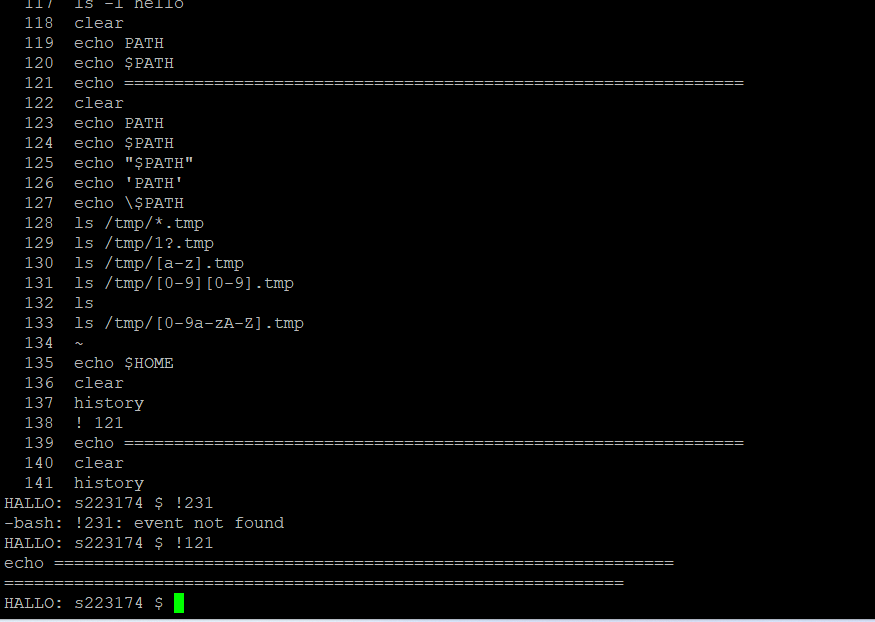 117 ls -l hello
118 clear
119 echo PATH
120 echo $PATH
121 echo ==============================================================
122 clear
123 echo PATH
124 echo $PATH
125 echo "$PATH"
126 echo 'PATH'
127 echo \$PATH
128 ls /tmp/*.tmp
129 ls /tmp/1?.tmp
130 ls /tmp/[a-z].tmp
131 ls /tmp/[0-9][0-9].tmp
132 ls
133 ls /tmp/[0-9a-zA-Z].tmp
134 ~
135 echo $HOME
136 clear
137 history
138 ! 121
139 echo ==============================================================
140 clear
141 history
HALLO: s223174 $ !231
-bash: !231: event not found
HALLO: s223174 $ !121
echo ==============================================================
==============================================================
HALLO: s223174 $